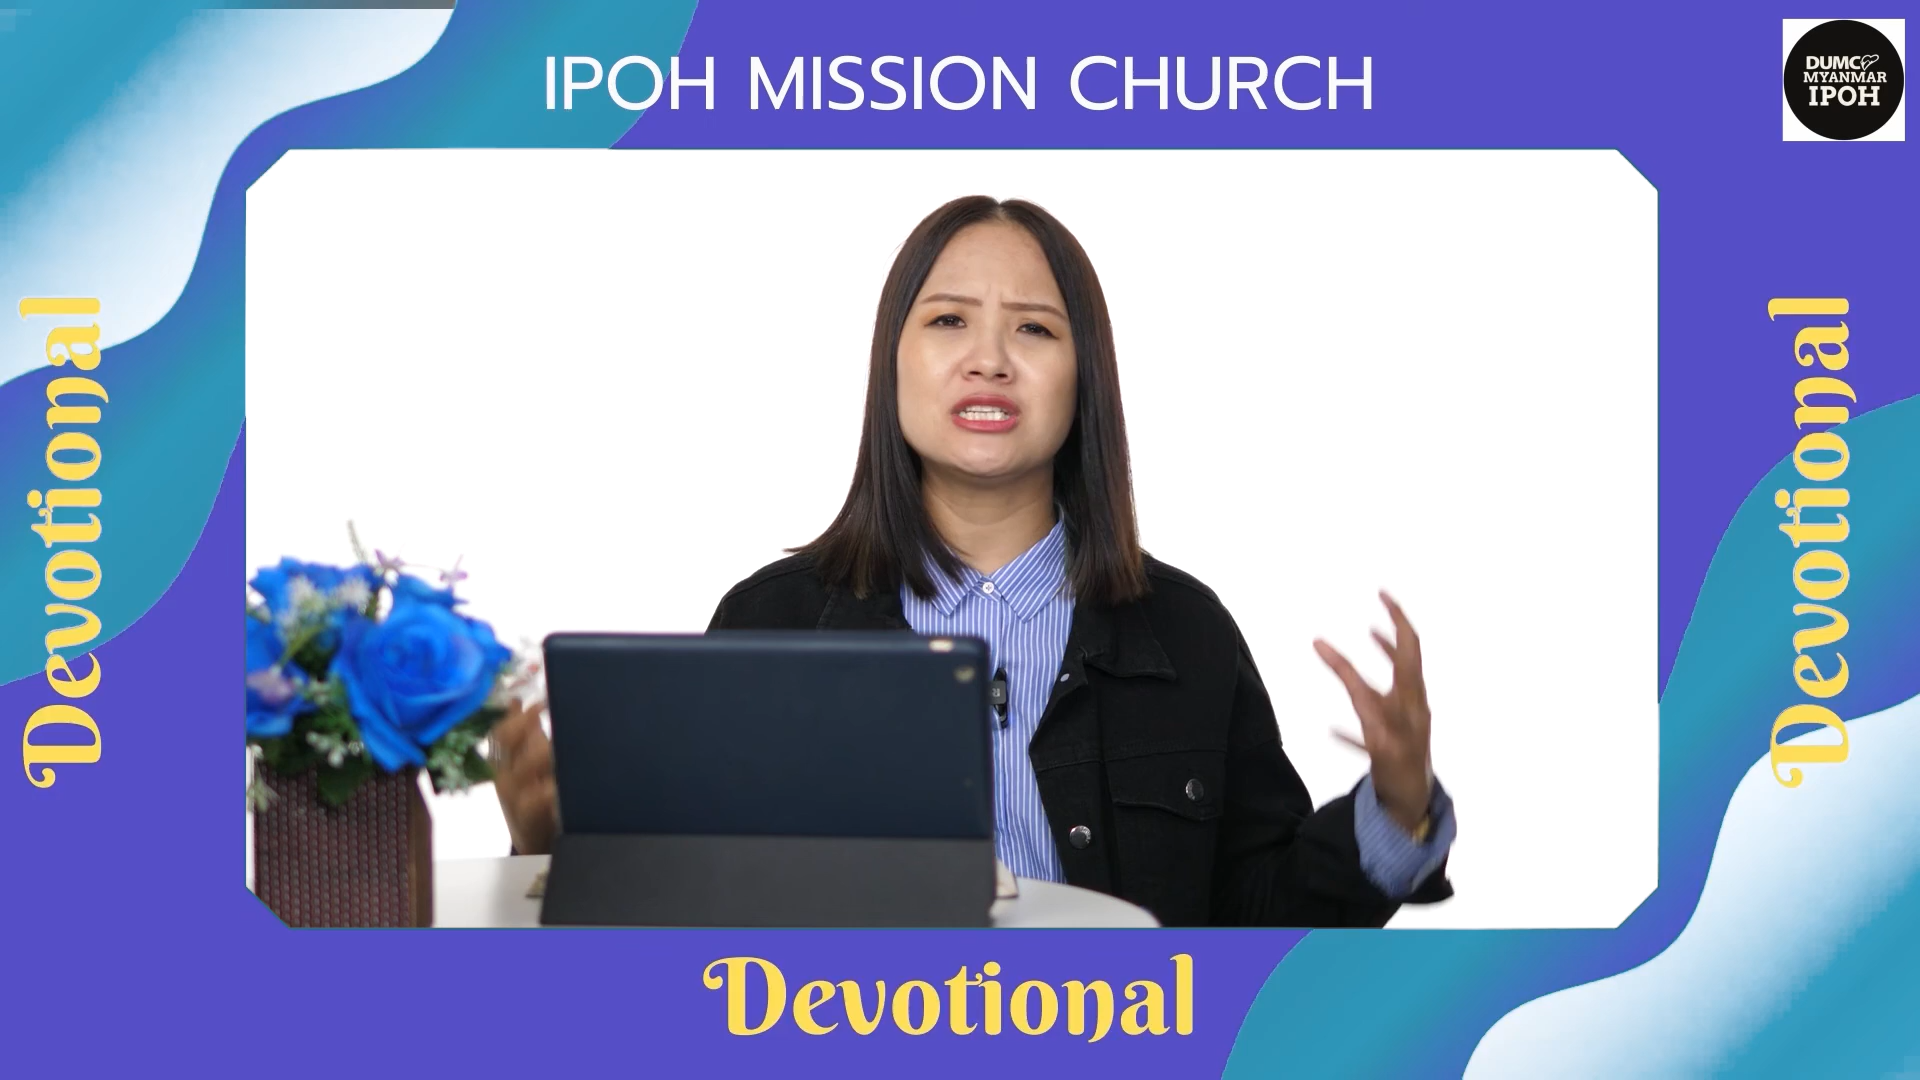 IPOH MISSION CHURCH
DUMC
MYANMAR
IPOH
Devotional
Devotional
Devotional